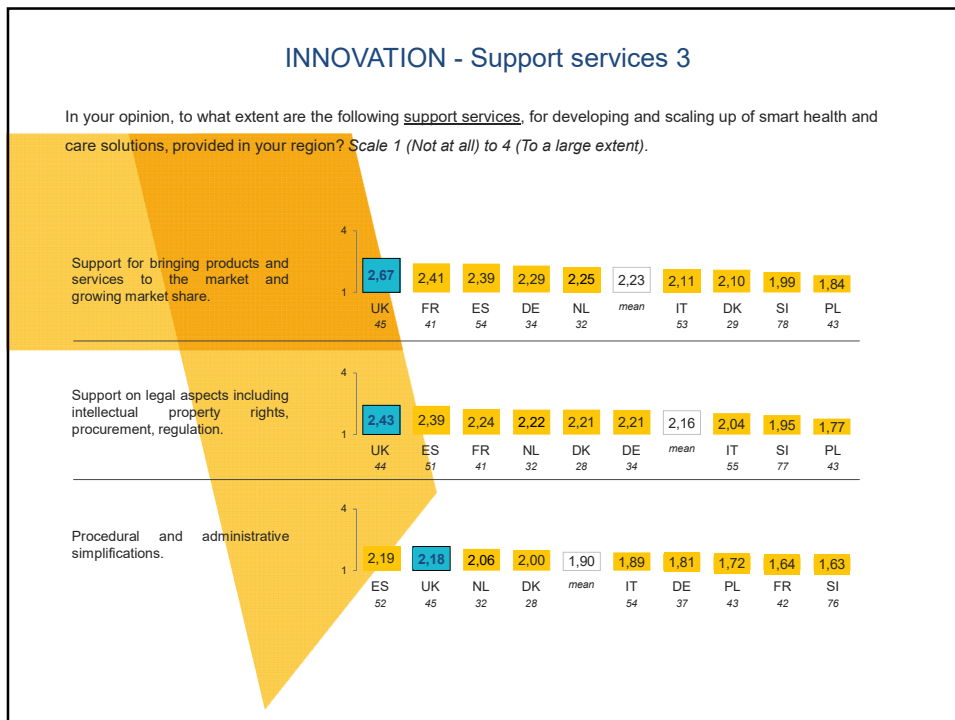 INNOVATION - Support services 3
In your opinion, to what extent are the following support services, for developing and scaling up of smart health and
care solutions, provided in your region? Scale 1 (Not at all) to 4 (To a large extent).
Support for bringing products and
services to the market and
growing market share.
4
1
2,67 2,41 2,39 2,29 2,25 2,23 2,11 2,10 1,99 1,84
UK FR ES DE NL mean IT DK SI PL
45 41 54 34 32 53 29 78 43
Support on legal aspects including
intellectual property rights,
procurement, regulation.
4
1
2,43 2,39 2,24 2,22 2,21 2,21 2,16 2,04 1,95 1,77
UK ES FR NL DK DE mean IT SI PL
44 51 41 32 28 34 55 77 43
Procedural and administrative
simplifications.
4
1
2,19 2,18 2,06 2,00 1,90 1,89 1,81 1,72 1,64 1,63
ES UK NL DK mean IT DE PL FR SI
52 45 32 28 54 37 43 42 76